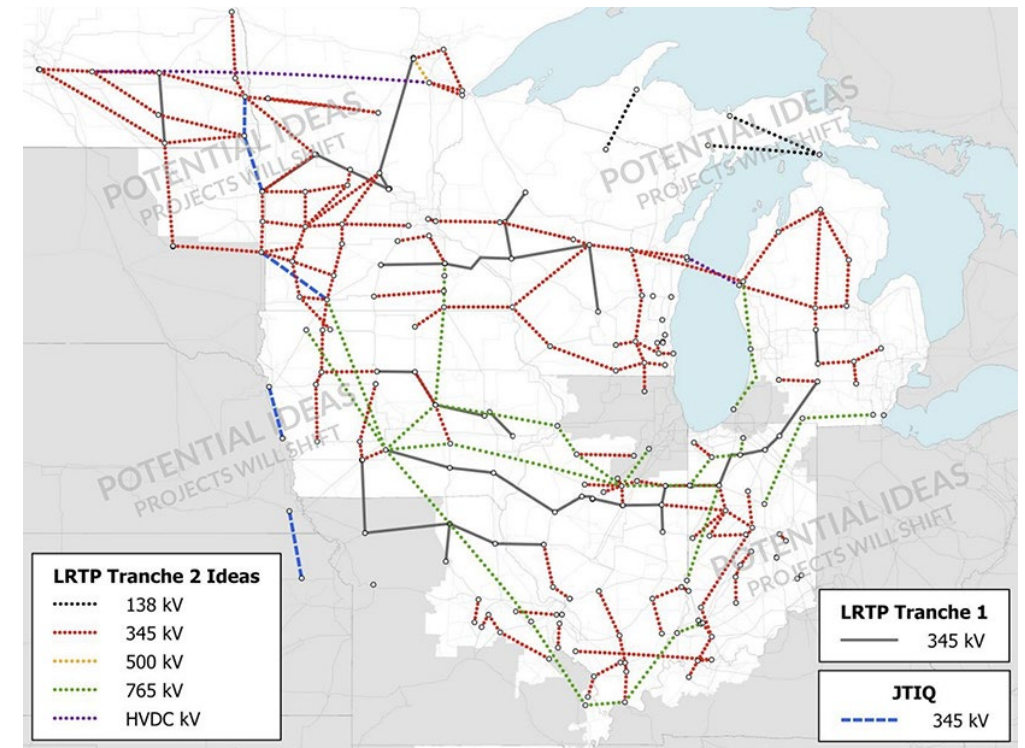 POTENTIAL IDEAS
PROJECTS WILL SHIFT
POTENTIAL IDEAS
PROJECTS WILL SHIFT
POTENTIAL IDEAS
PROJECTS WILL SHIFT
POTENTIAL IDEAS
PROJECTS WILL SHIFT
LRTP Tranche 2 Ideas
138 kV
345 kV
500 kV
765 kV
HVDC kV
LRTP Tranche 1
345 kV
JTIQ
345 kV